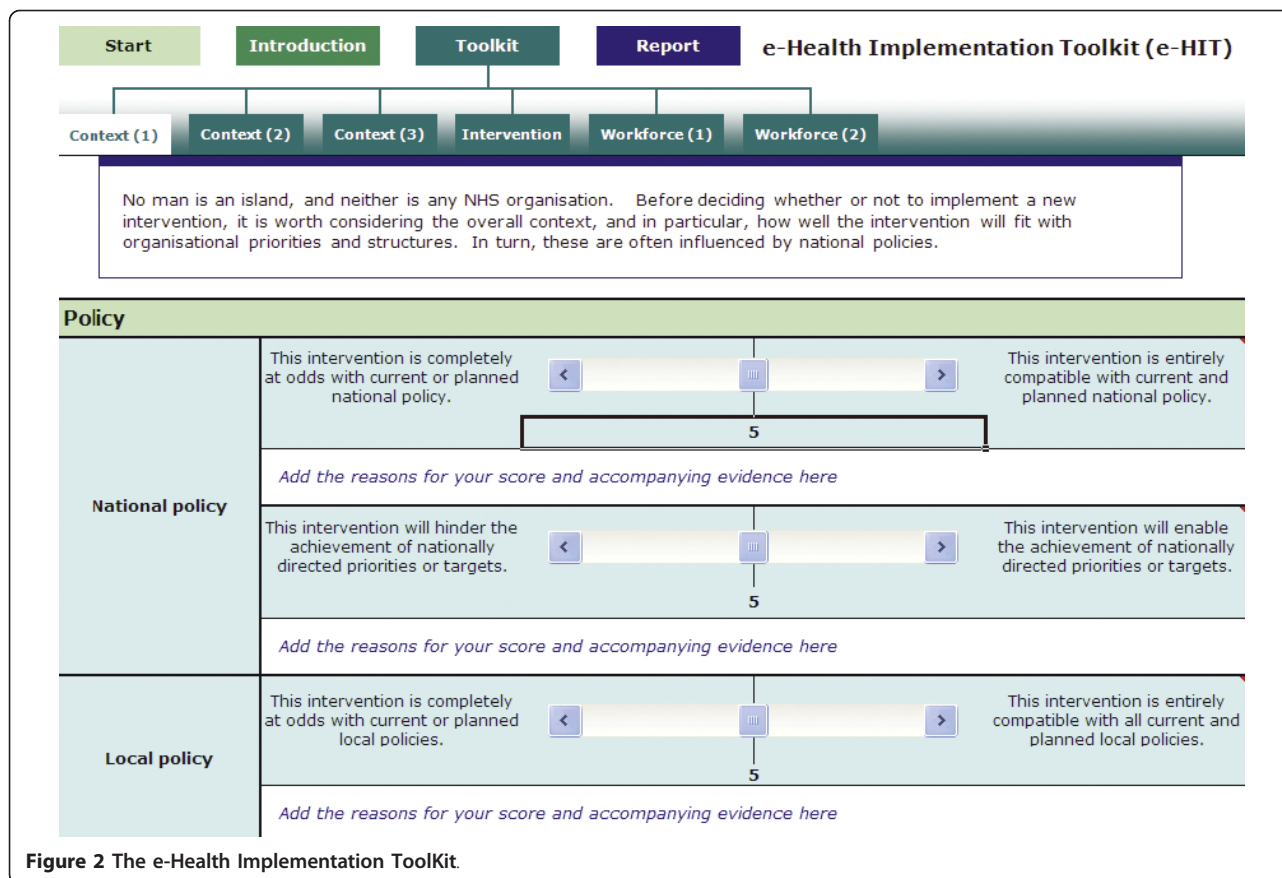 Start
Introduction
Toolkit
Report
e-Health Implementation Toolkit (e-HIT)
Context (1)
Context (2)
Context (3)
Intervention
Workforce (1)
Workforce (2)
No man is an island, and neither is any NHS organisation. Before deciding whether or not to implement a new
intervention, it is worth considering the overall context, and in particular, how well the intervention will fit with
organisational priorities and structures. In turn, these are often influenced by national policies.
Policy
National policy
This intervention is completely
at odds with current or planned
national policy.
5
This intervention is entirely
compatible with current and
planned national policy.
Add the reasons for your score and accompanying evidence here
This intervention will hinder the
achievement of nationally
directed priorities or targets.
5
This intervention will enable
the achievement of nationally
directed priorities or targets.
Add the reasons for your score and accompanying evidence here
Local policy
This intervention is completely
at odds with current or planned
local policies.
5
This intervention is entirely
compatible with all current and
planned local policies.
Add the reasons for your score and accompanying evidence here
Figure 2 The e-Health Implementation ToolKit.